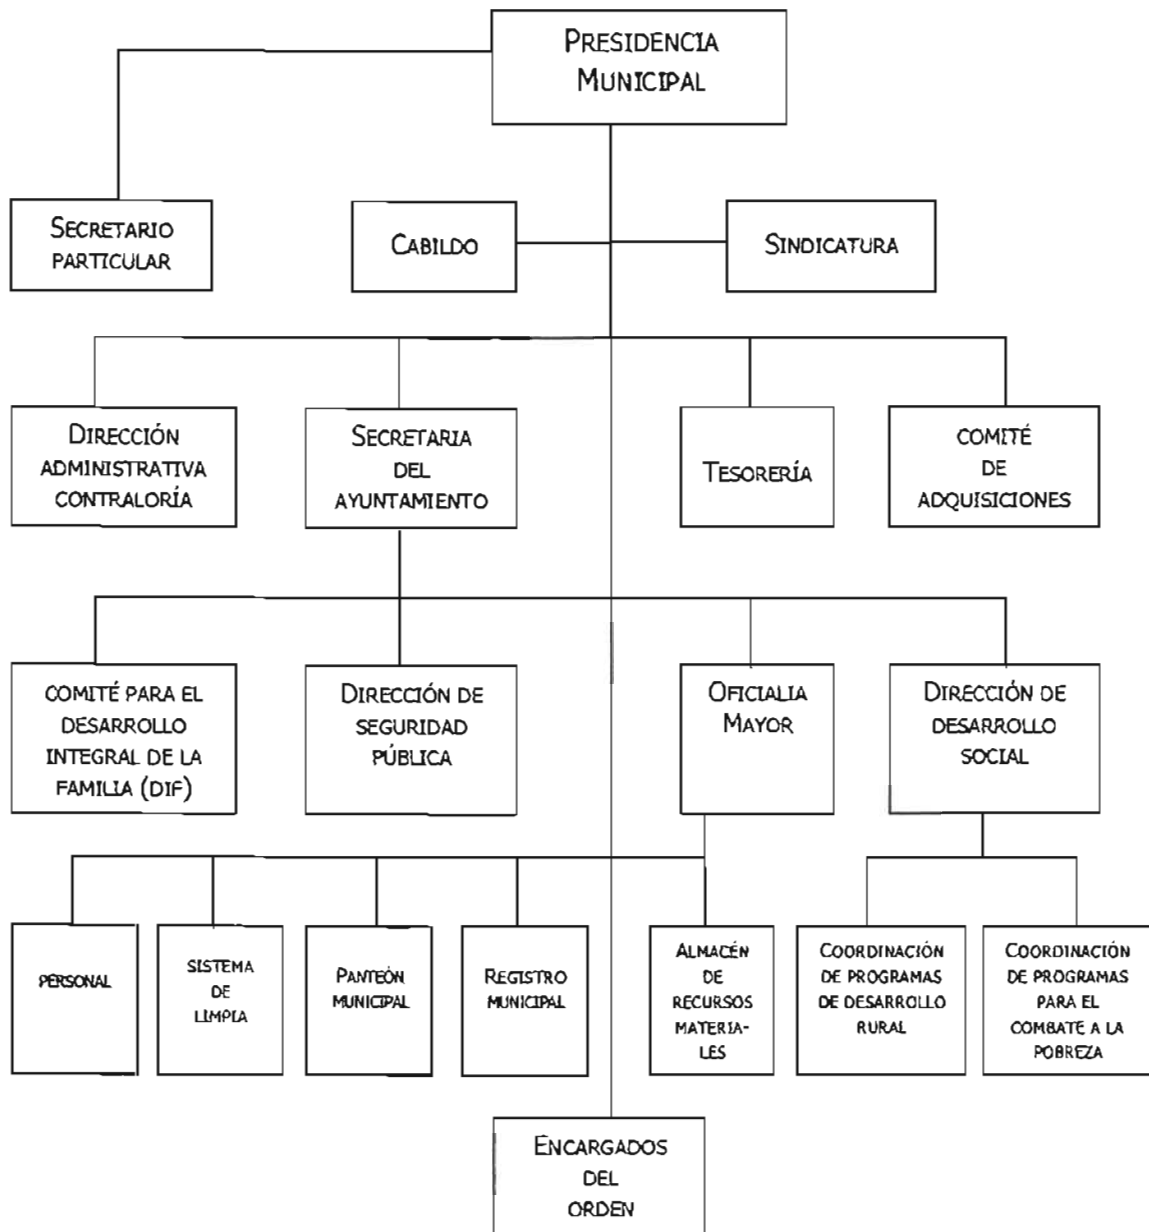 PRESIDENCIA
MUNICIPAL
SECRETARIO
PARTICULAR
CABILDO
SINDICATURA
DIRECCIÓN
ADMINISTRATIVA
CONTRALORÍA
SECRETARIA
DEL
AYUNTAMIENTO
TESORERÍA
COMITÉ
DE
ADQUISICIONES
COMITÉ PARA EL
DESARROLLO
INTEGRAL DE LA
FAMILIA (DIF)
DIRECCIÓN DE
SEGURIDAD
PÚBLICA
OFICIALIA
MAYOR
DIRECCIÓN DE
DESARROLLO
SOCIAL
PERSONAL
SISTEMA
DE
LIMPIA
PANTEÓN
MUNICIPAL
REGISTRO
MUNICIPAL
ALMACÉN
DE
RECURSOS
MATERIA-
LES
COORDINACIÓN
DE PROGRAMAS
DE DESARROLLO
RURAL
COORDINACIÓN
DE PROGRAMAS
PARA EL
COMBATE A LA
POBREZA
ENCARGADOS
DEL
ORDEN